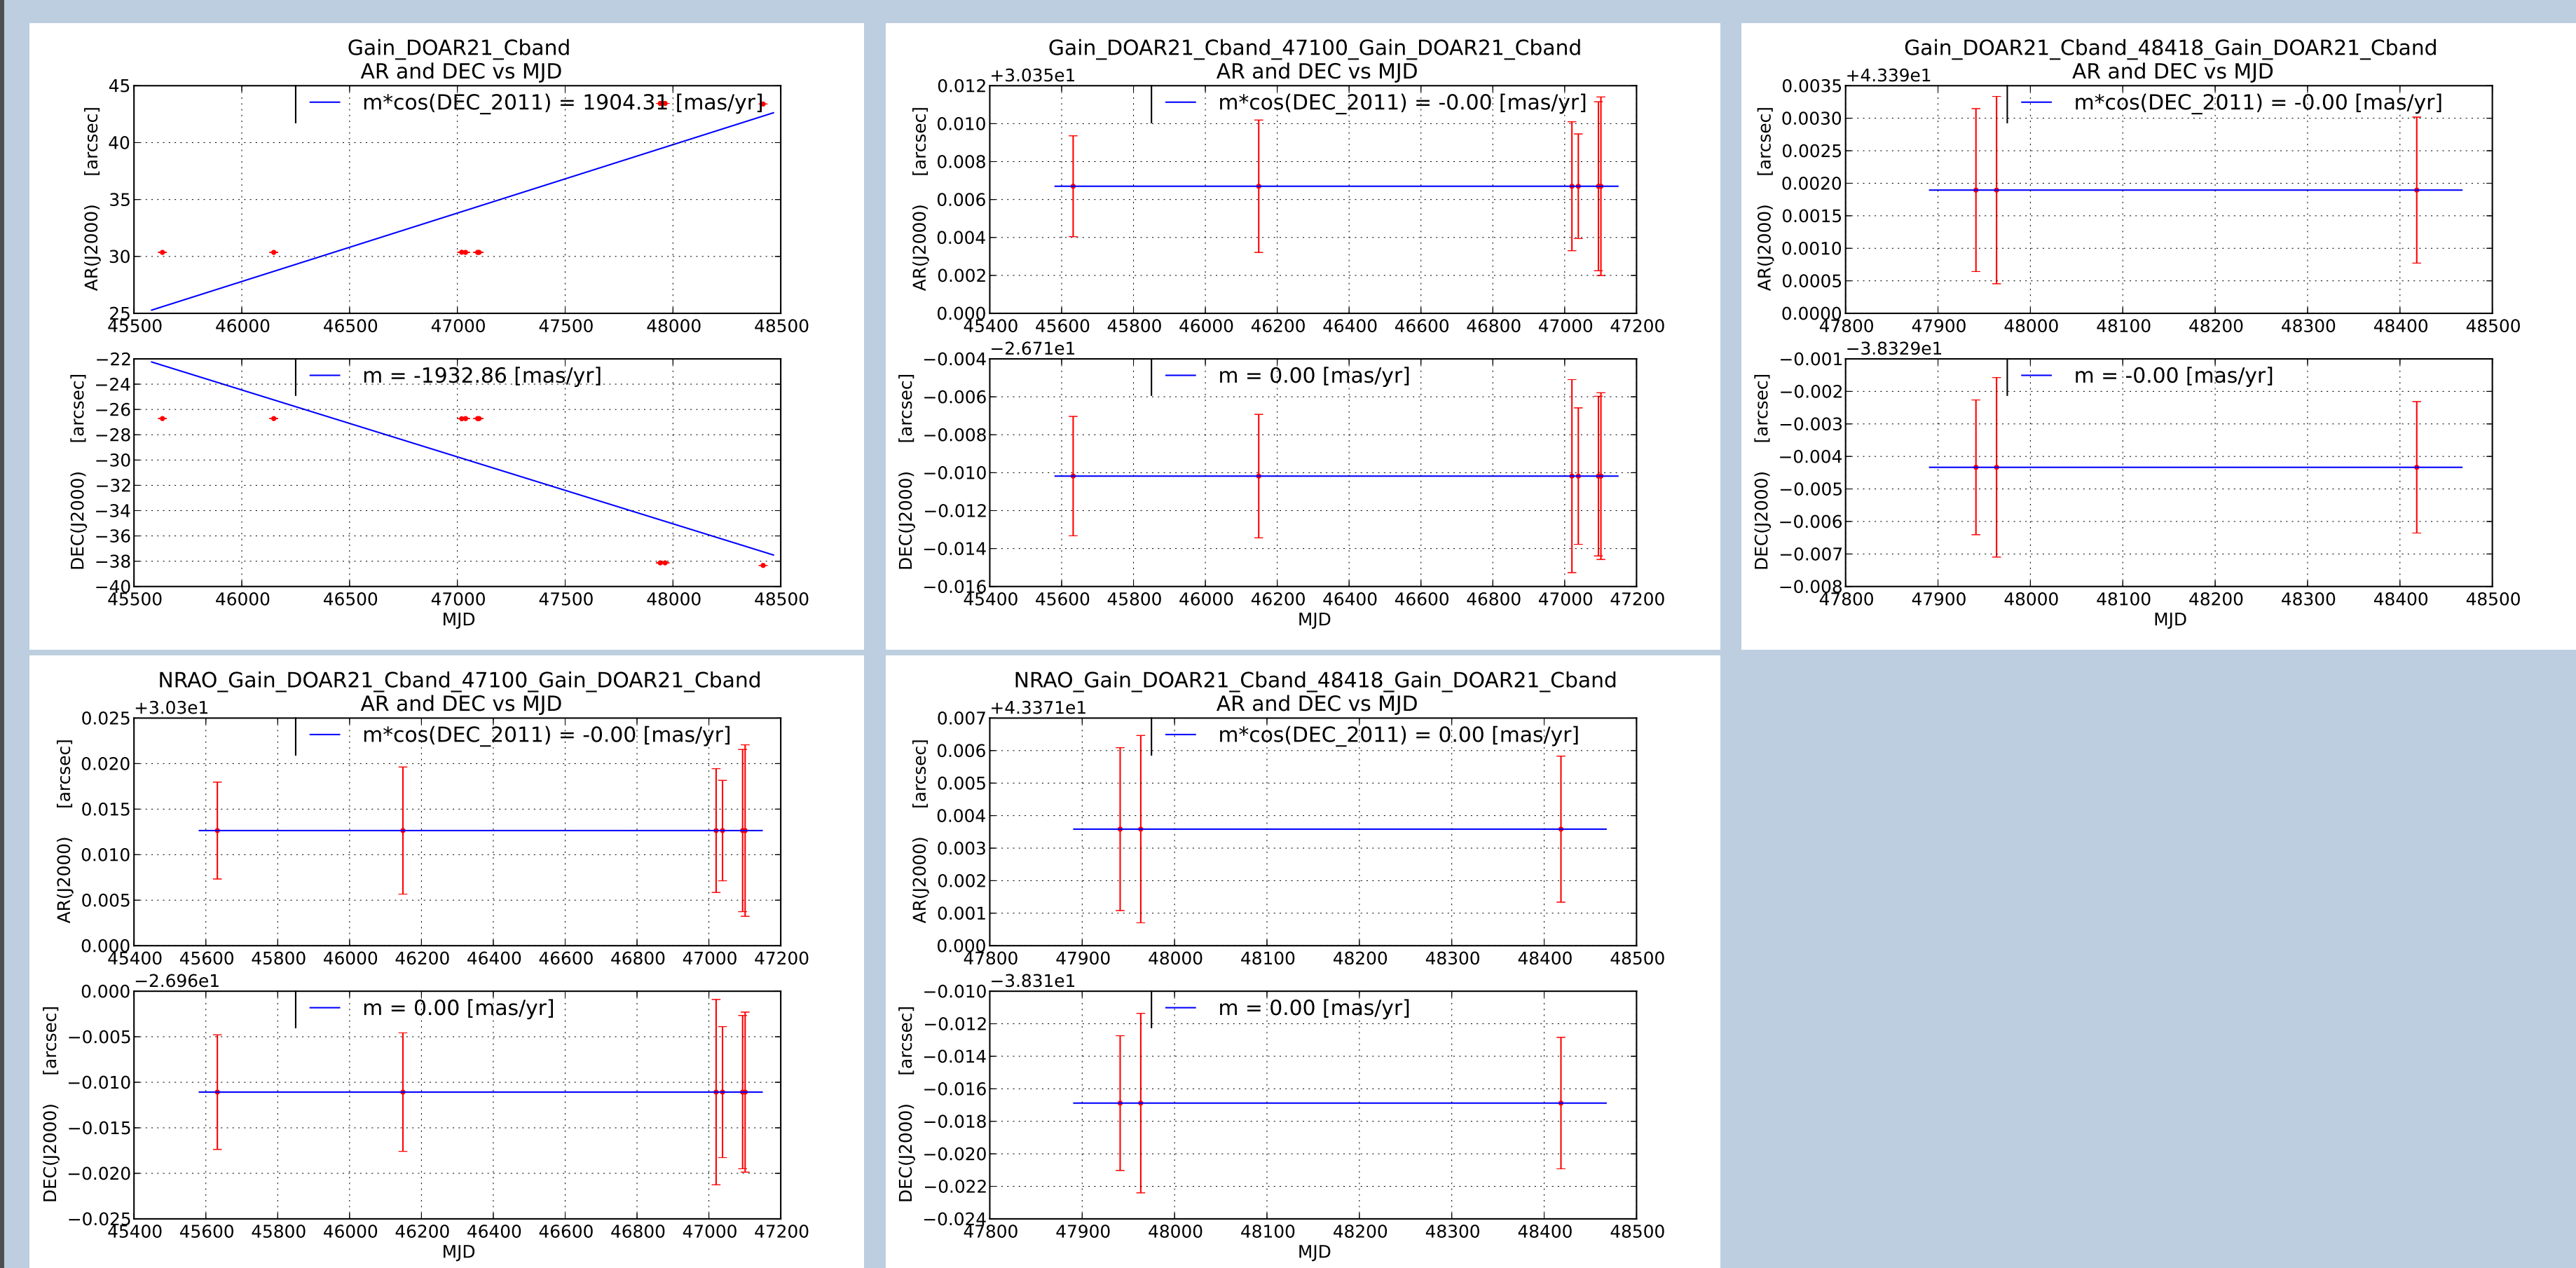 Gain_DOAR21_Cband
AR and DEC vs MJD
m*cos(DEC_2011) = 1904.31 [mas/yr]
AR(J2000) [arcsec]
45
40
35
30
25
45500 46000 46500 47000 47500 48000 48500
m = -1932.86 [mas/yr]
DEC(J2000) [arcsec]
−22
−24
−26
−28
−30
−32
−34
−36
−38
−40
45500 46000 46500 47000 47500 48000 48500
MJD
Gain_DOAR21_Cband_47100_Gain_DOAR21_Cband
AR and DEC vs MJD
+3.035e1
m*cos(DEC_2011) = -0.00 [mas/yr]
AR(J2000) [arcsec]
0.012
0.010
0.008
0.006
0.004
0.002
0.000
45400 45600 45800 46000 46200 46400 46600 46800 47000 47200
−2.671e1
m = 0.00 [mas/yr]
DEC(J2000) [arcsec]
−0.004
−0.006
−0.008
−0.010
−0.012
−0.014
−0.016
45400 45600 45800 46000 46200 46400 46600 46800 47000 47200
MJD
Gain_DOAR21_Cband_48418_Gain_DOAR21_Cband
AR and DEC vs MJD
+4.339e1
m*cos(DEC_2011) = -0.00 [mas/yr]
AR(J2000) [arcsec]
0.0035
0.0030
0.0025
0.0020
0.0015
0.0010
0.0005
0.0000
47800 47900 48000 48100 48200 48300 48400 48500
−3.8329e1
m = -0.00 [mas/yr]
DEC(J2000) [arcsec]
−0.001
−0.002
−0.003
−0.004
−0.005
−0.006
−0.007
−0.008
47800 47900 48000 48100 48200 48300 48400 48500
MJD
NRAO_Gain_DOAR21_Cband_47100_Gain_DOAR21_Cband
AR and DEC vs MJD
+3.03e1
m*cos(DEC_2011) = -0.00 [mas/yr]
AR(J2000) [arcsec]
0.025
0.020
0.015
0.010
0.005
0.000
45400 45600 45800 46000 46200 46400 46600 46800 47000 47200
−2.696e1
m = 0.00 [mas/yr]
DEC(J2000) [arcsec]
0.000
−0.005
−0.010
−0.015
−0.020
−0.025
45400 45600 45800 46000 46200 46400 46600 46800 47000 47200
MJD
NRAO_Gain_DOAR21_Cband_48418_Gain_DOAR21_Cband
AR and DEC vs MJD
+4.3371e1
m*cos(DEC_2011) = 0.00 [mas/yr]
AR(J2000) [arcsec]
0.007
0.006
0.005
0.004
0.003
0.002
0.001
0.000
47800 47900 48000 48100 48200 48300 48400 48500
−3.831e1
m = 0.00 [mas/yr]
DEC(J2000) [arcsec]
−0.010
−0.012
−0.014
−0.016
−0.018
−0.020
−0.022
−0.024
47800 47900 48000 48100 48200 48300 48400 48500
MJD